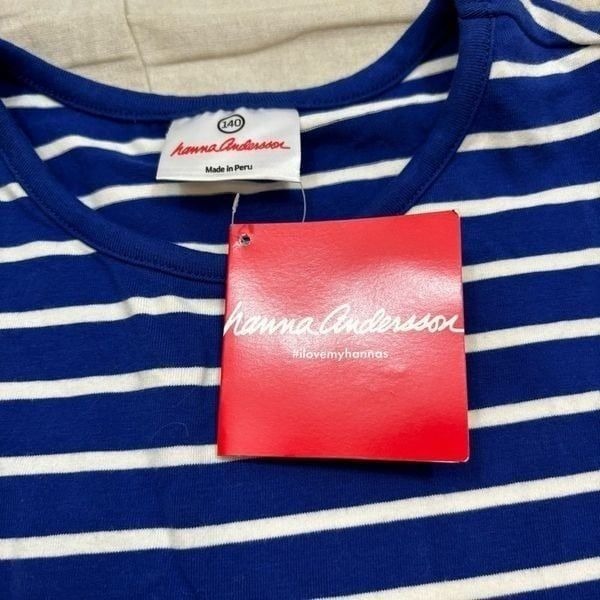 140
hanna Andersson
Made in Peru
hanna Andersson
#ilovemyhannas